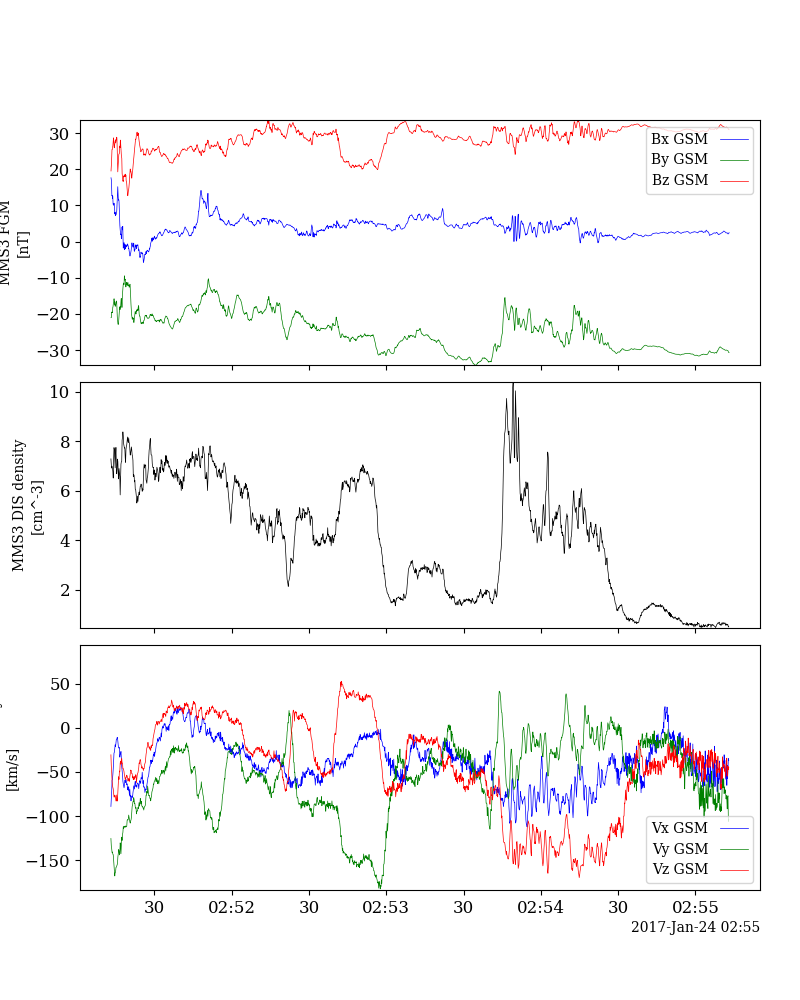 30
20
10
0
−10
−20
−30
MMS3 FGM
[nT]
Bx GSM
By GSM
Bz GSM
10
8
6
4
2
MMS3 DIS density
[cm^-3]
50
0
−50
−100
−150
[km/s]
Vx GSM
Vy GSM
Vz GSM
30
02:52
30
02:53
30
02:54
30
02:55
2017-Jan-24 02:55